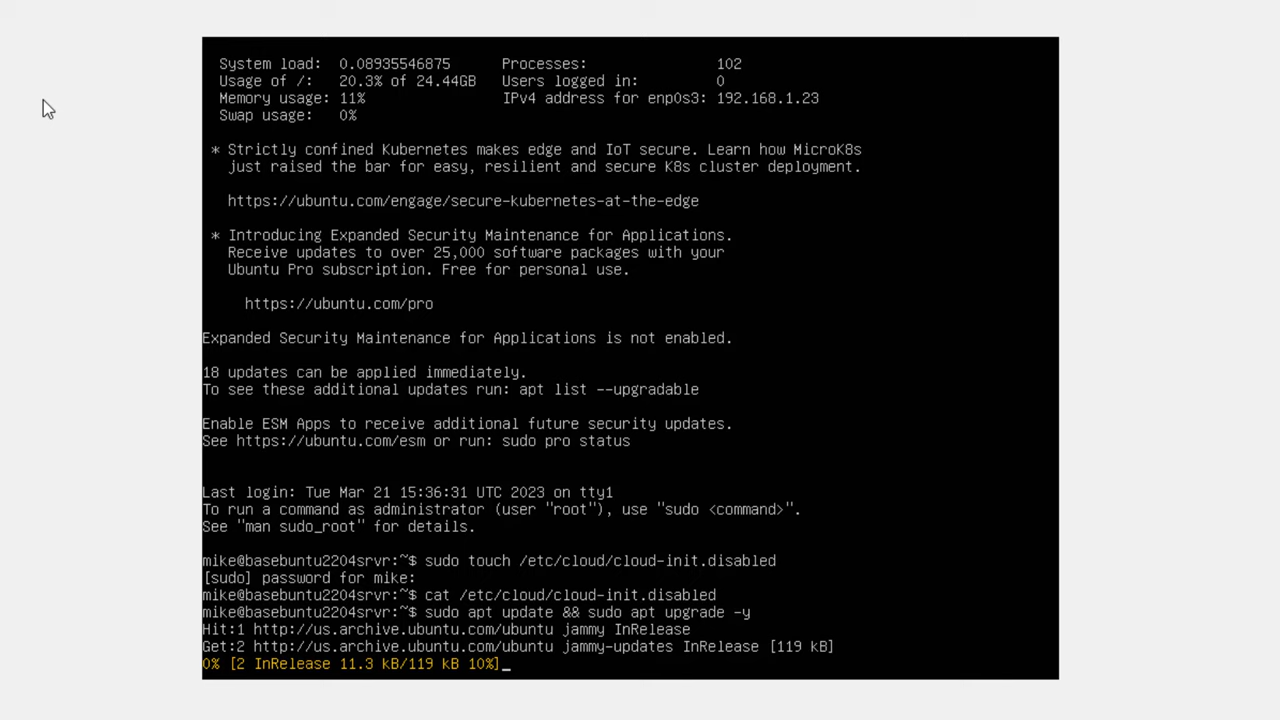 System load: 0.08935546875 Processes: 102
Usage of /: 20.3% of 24.44GB Users logged in: 0
Memory usage: 11% IPv4 address for enp0s3: 192.168.1.23
Swap usage: 0%
* Strictly confined Kubernetes makes edge and IoT secure. Learn how MicroK8s
just raised the bar for easy, resilient and secure K8s cluster deployment.
https://ubuntu.com/engage/secure-kubernetes-at-the-edge
* Introducing Expanded Security Maintenance for Applications.
Receive updates to over 25,000 software packages with your
Ubuntu Pro subscription. Free for personal use.
https://ubuntu.com/pro
Expanded Security Maintenance for Applications is not enabled.
18 updates can be applied immediately.
To see these additional updates run: apt list --upgradable
Enable ESM Apps to receive additional future security updates.
See https://ubuntu.com/esm or run: sudo pro status
Last login: Tue Mar 21 15:36:31 UTC 2023 on tty1
To run a command as administrator (user "root"), use "sudo <command>".
See "man sudo_root" for details.
mike@basebuntu2204srvr:~$ sudo touch /etc/cloud/cloud-init.disabled
[sudo] password for mike:
mike@basebuntu2204srvr:~$ cat /etc/cloud/cloud-init.disabled
mike@basebuntu2204srvr:~$ sudo apt update && sudo apt upgrade -y
Hit:1 http://us.archive.ubuntu.com/ubuntu jammy InRelease
Get:2 http://us.archive.ubuntu.com/ubuntu jammy-updates InRelease [119 kB]
0% [2 InRelease 11.3 kB/119 kB 10%]_